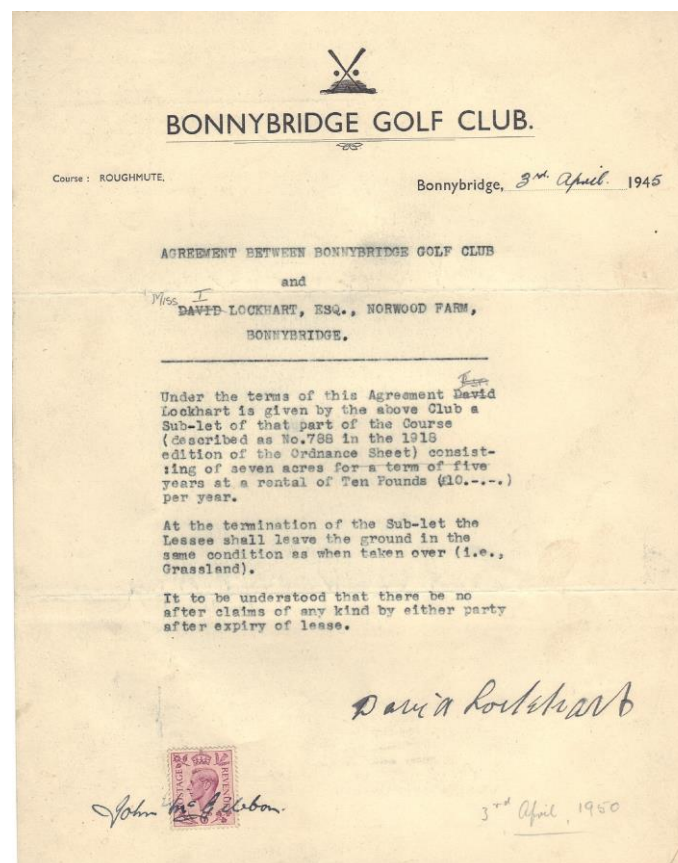 BONNYBRIDGE GOLF CLUB.
Course : ROUGHMUTE,
Bonnybridge, 3rd. April. 1945
AGREEMENT BETWEEN BONNYBRIDGE GOLF CLUB
and
Miss I
DAVID LOCKHART, ESQ., NORWOOD FARM,
BONNYBRIDGE.
Under the terms of this Agreement David
Lockhart is given by the above Club a
Sub-let of that part of the Course
(described as No.788 in the 1918
edition of the Ordnance Sheet) consist-
:ing of seven acres for a term of five
years at a rental of Ten Pounds (£10.-.-.)
per year.
At the termination of the Sub-let the
Lessee shall leave the ground in the
same condition as when taken over (i.e.,
Grassland).
It to be understood that there be no
after claims of any kind by either party
after expiry of lease.
David Lockhart
POSTAGE REVENUE
John
3rd April, 1950